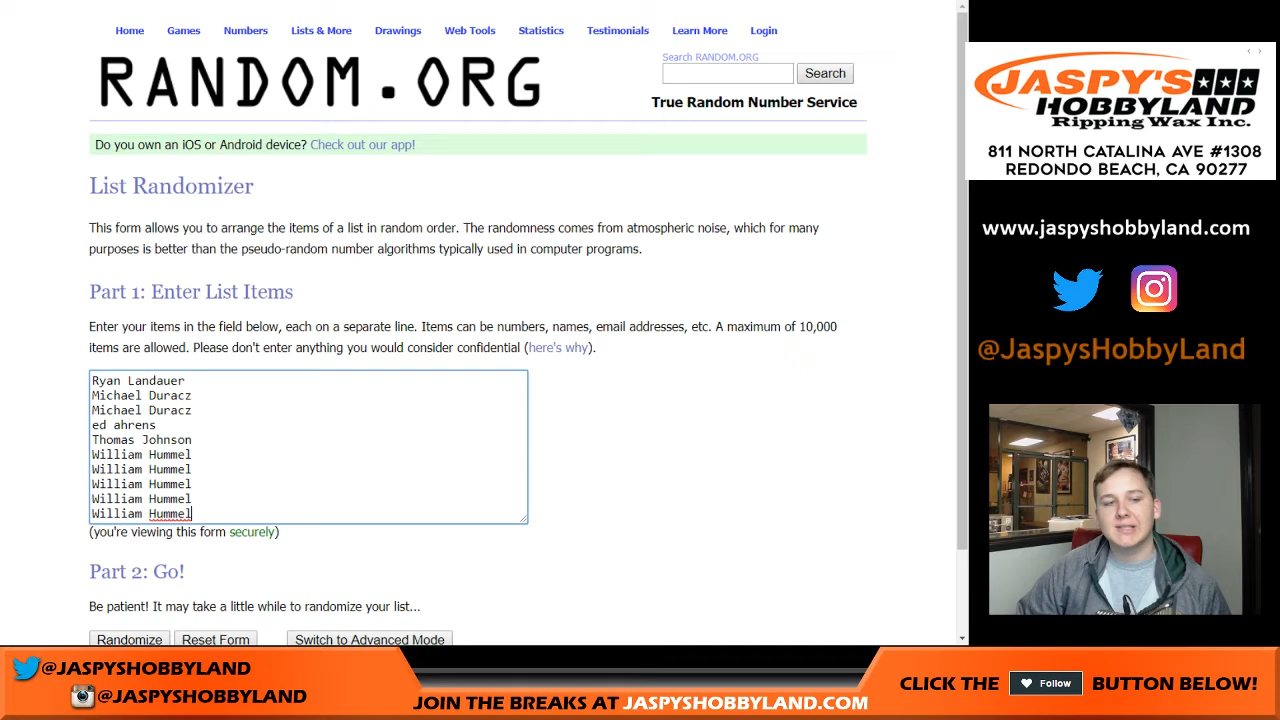 Home Games Numbers Lists & More Drawings Web Tools Statistics Testimonials Learn More Login
RANDOM.ORG
Search RANDOM.ORG
Search
True Random Number Service
Do you own an iOS or Android device? Check out our app!
List Randomizer
This form allows you to arrange the items of a list in random order. The randomness comes from atmospheric noise, which for many
purposes is better than the pseudo-random number algorithms typically used in computer programs.
Part 1: Enter List Items
Enter your items in the field below, each on a separate line. Items can be numbers, names, email addresses, etc. A maximum of 10,000
items are allowed. Please don't enter anything you would consider confidential (here's why).
Ryan Landauer
Michael Duracz
Michael Duracz
ed ahrens
Thomas Johnson
William Hummel
William Hummel
William Hummel
William Hummel
William Hummel
(you're viewing this form securely)
Part 2: Go!
Be patient! It may take a little while to randomize your list...
Randomize Reset Form Switch to Advanced Mode
JASPY'S
HOBBYLAND
Ripping Wax Inc.
811 NORTH CATALINA AVE #1308
REDONDO BEACH, CA 90277
www.jaspyshobbyland.com
@JaspysHobbyLand
@JASPYSHOBBYLAND
@JASPYSHOBBYLAND
JOIN THE BREAKS AT JASPYSHOBBYLAND.COM
CLICK THE Follow BUTTON BELOW!